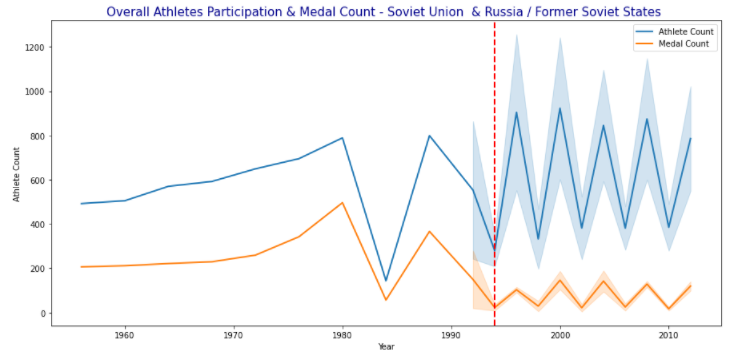 Overall Athletes Participation & Medal Count - Soviet Union & Russia / Former Soviet States
Athlete Count
Medal Count
1200
1000
800
600
400
200
0
Athlete Count
1960
1970
1980
1990
2000
2010
Year